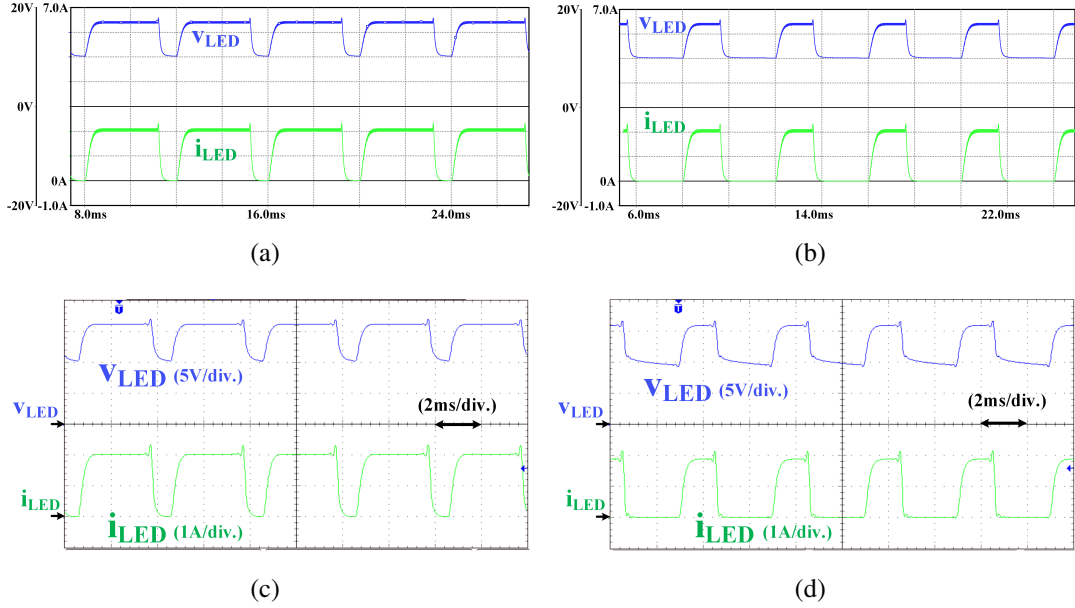 20V 7.0A
vLED
0V
iLED
0A
-20V -1.0A
8.0ms 16.0ms 24.0ms
(a)
20V 7.0A
vLED
0V
iLED
0A
-20V -1.0A
6.0ms 14.0ms 22.0ms
(b)
T
vLED (5V/div.)
(2ms/div.)
vLED
iLED
iLED (1A/div.)
(c)
T
vLED (5V/div.)
(2ms/div.)
vLED
iLED
iLED (1A/div.)
(d)